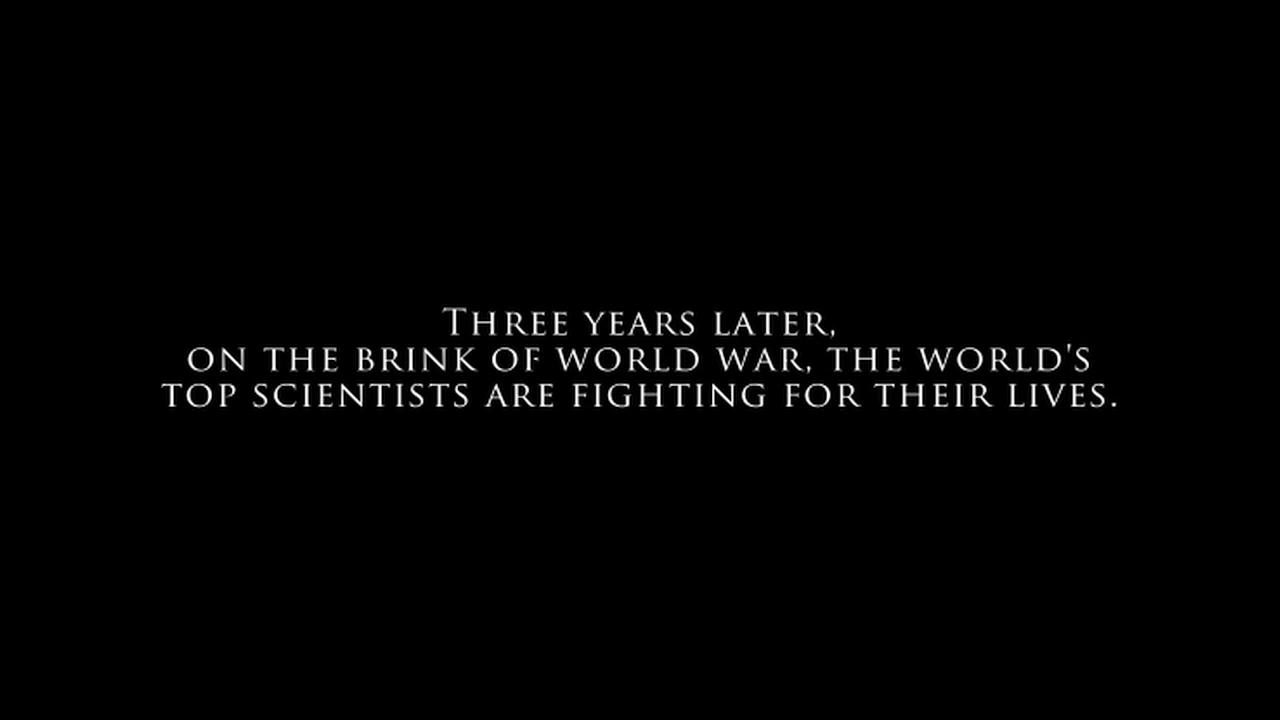 Three years later,
on the brink of world war, the world's
top scientists are fighting for their lives.